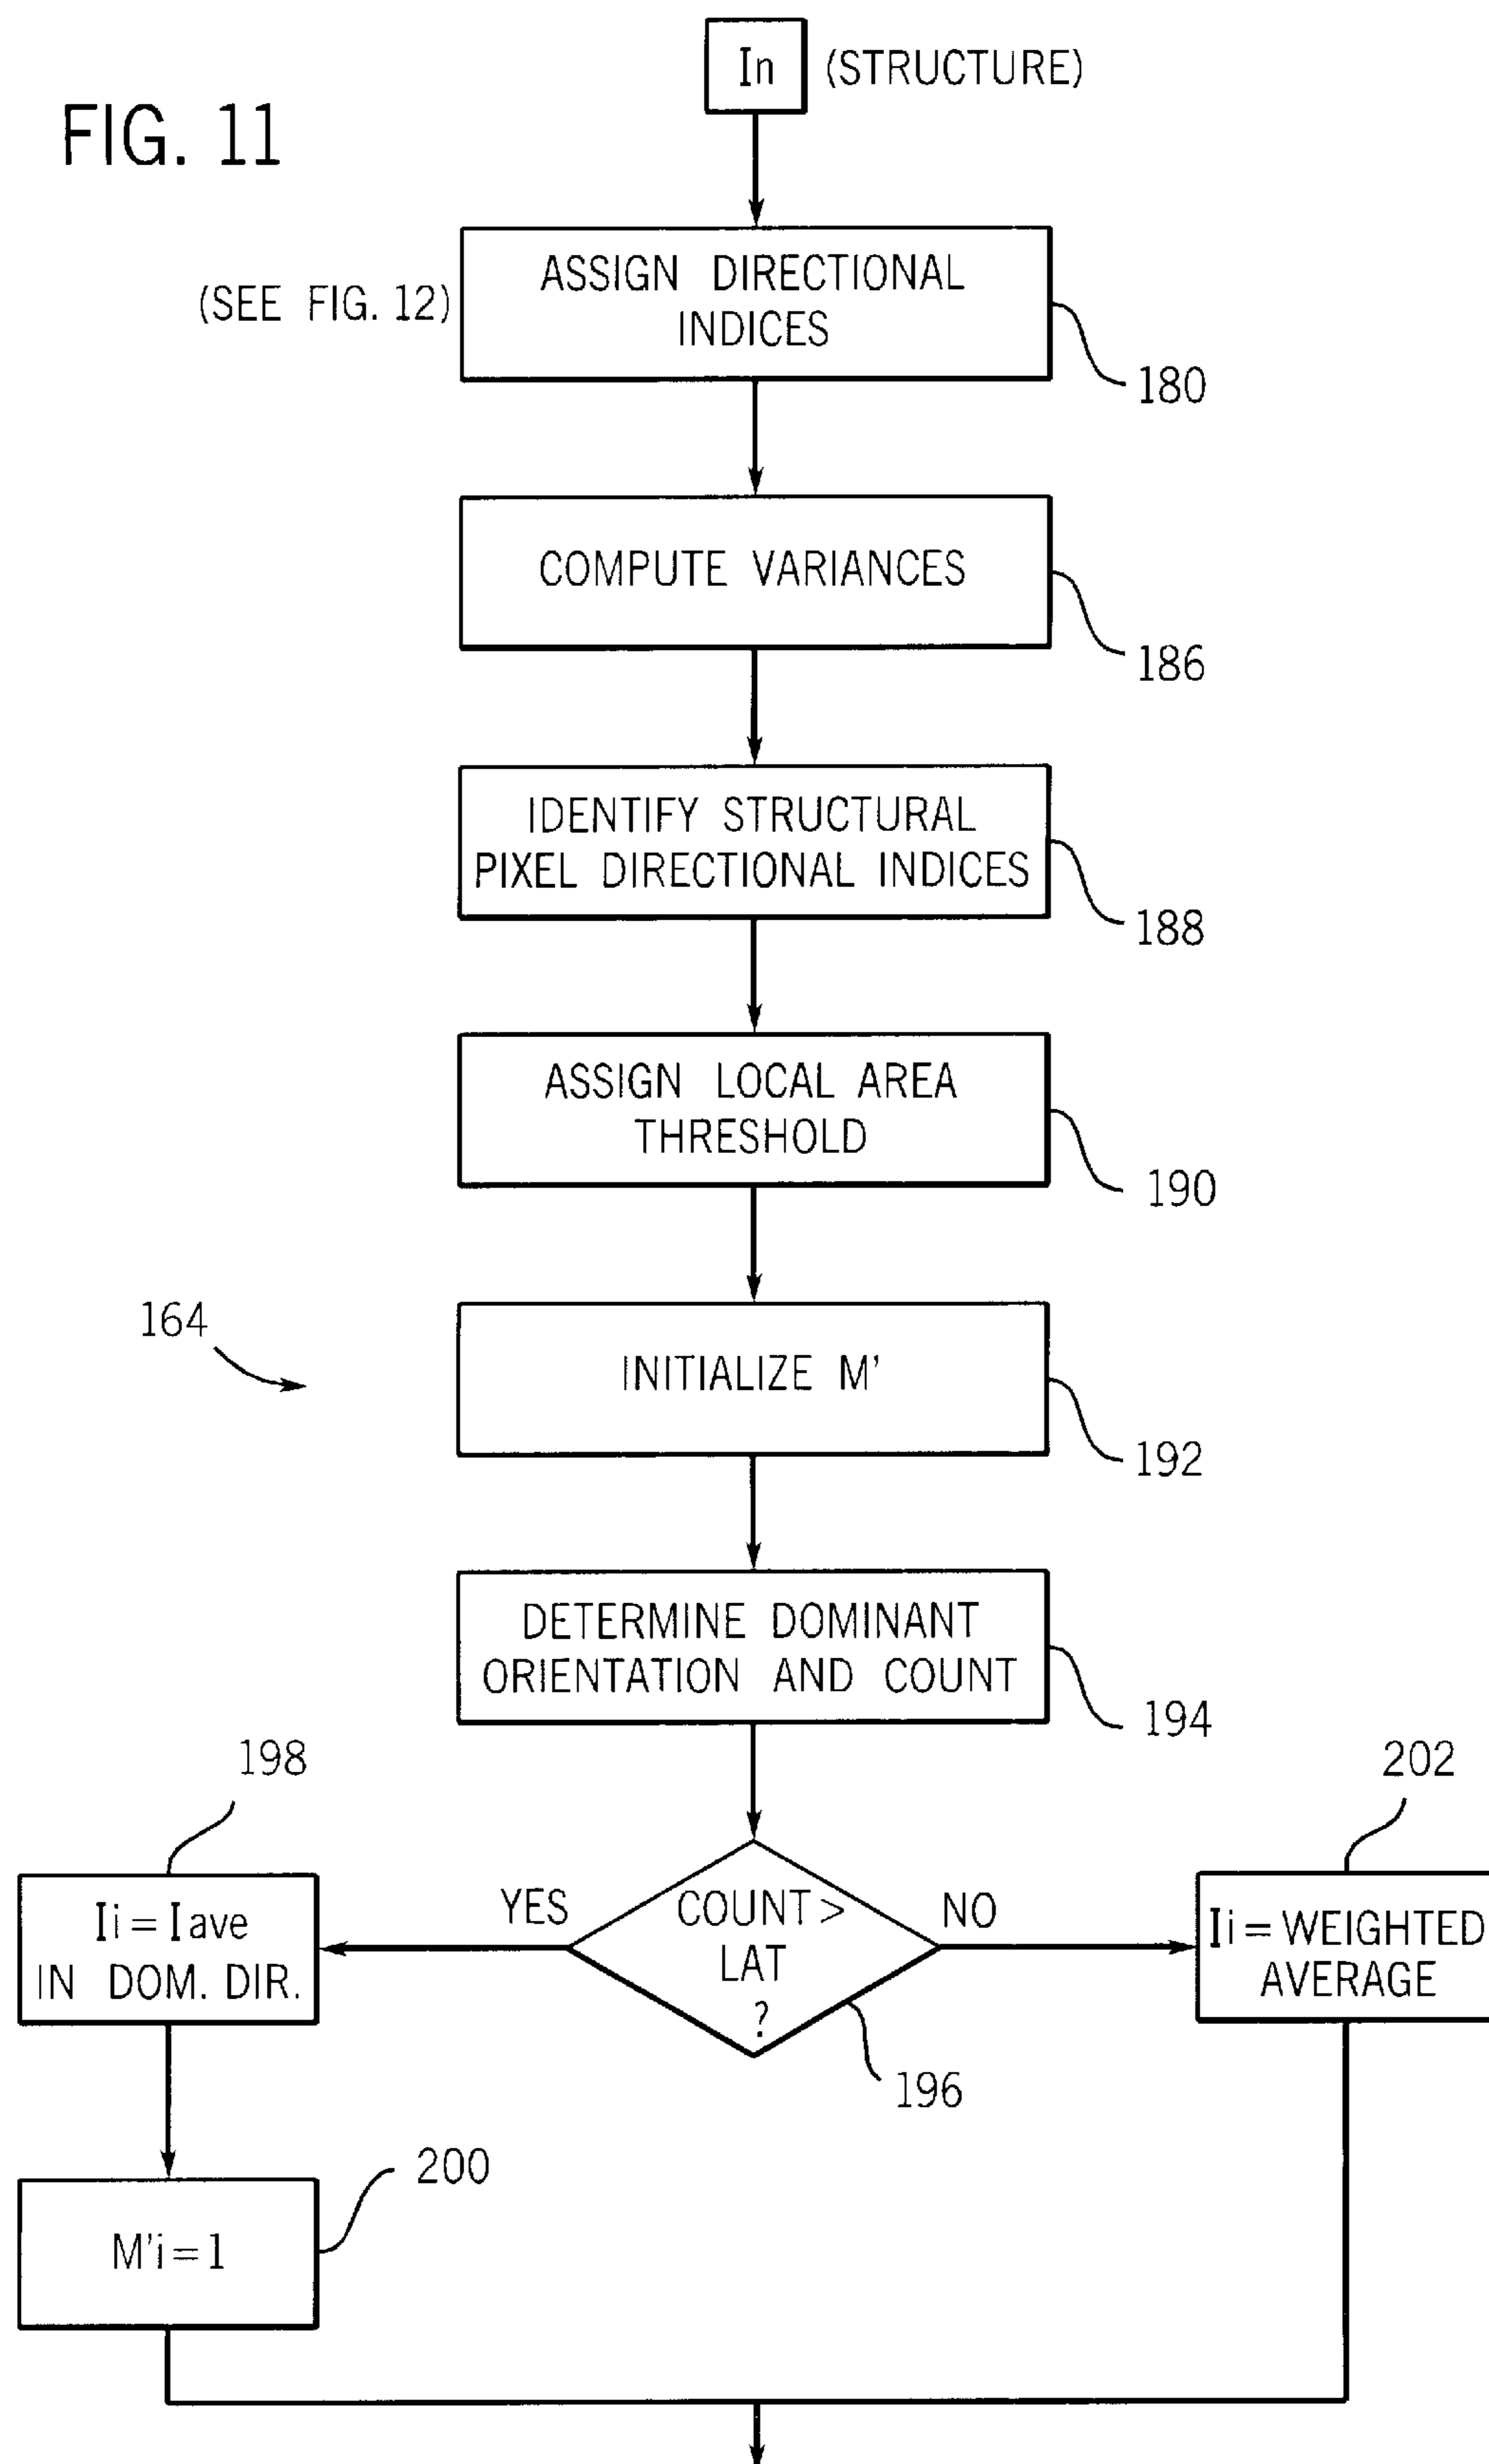 FIG. 11
In (STRUCTURE)
(SEE FIG. 12)
ASSIGN DIRECTIONAL
INDICES
180
COMPUTE VARIANCES
186
IDENTIFY STRUCTURAL
PIXEL DIRECTIONAL INDICES
188
ASSIGN LOCAL AREA
THRESHOLD
190
164
INITIALIZE M'
192
DETERMINE DOMINANT
ORIENTATION AND COUNT
194
198
202
Ii = Iave
IN DOM. DIR.
YES
COUNT >
LAT
?
NO
Ii = WEIGHTED
AVERAGE
196
200
M'i = 1